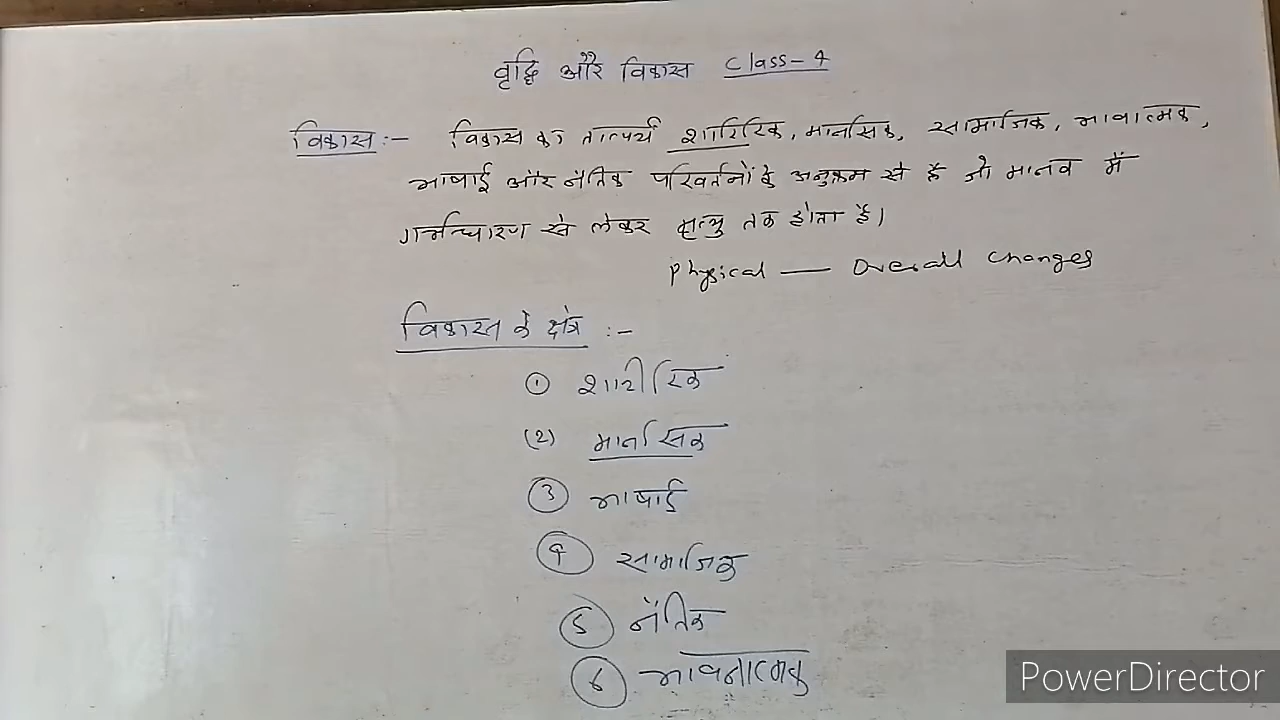 वृद्धि और विकास Class-4
विकास :- विकास का तात्पर्य शारिरिक, मानसिक, सामाजिक, भावात्मक,
भाषाई और नैतिक परिवर्तनों के अनुक्रम से है जो मानव में
गर्भधारण से लेकर मृत्यु तक होता है।
Physical — Overall Changes
विकास के क्षेत्र :-
① शारीरिक
(2) मानसिक
③ भाषाई
④ सामाजिक
⑤ नैतिक
⑥ भावनात्मक
PowerDirector